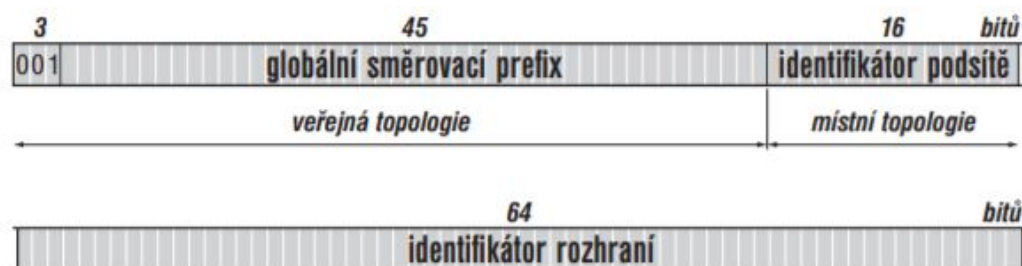 3 45 16 bitů
001 globální směrovací prefix identifikátor podsítě
veřejná topologie místní topologie
64 bitů
identifikátor rozhraní